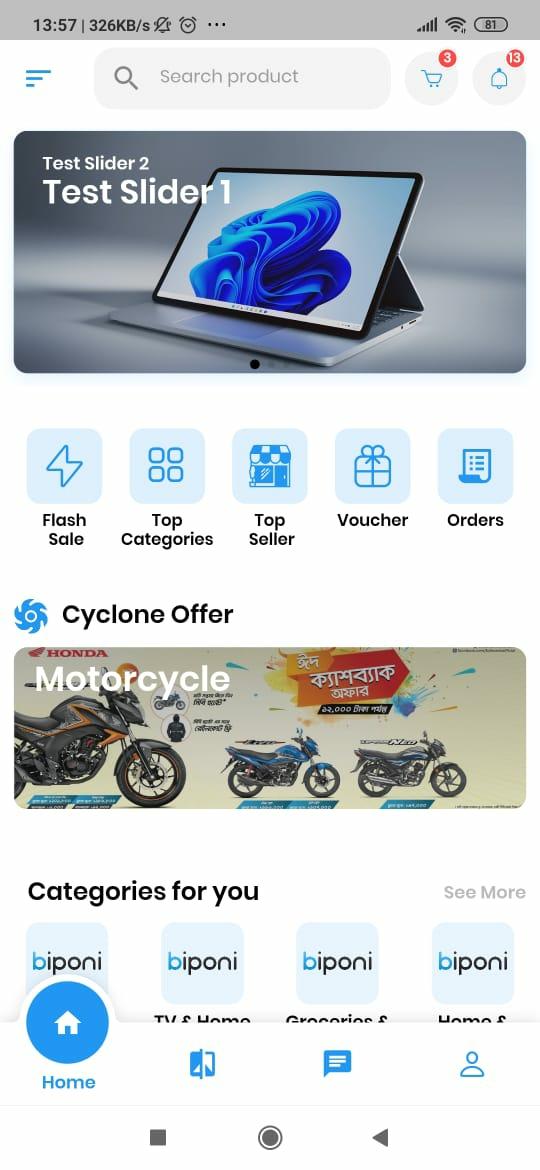 13:57 | 326KB/s
81
Search product
3
13
Test Slider 2
Test Slider 1
Flash Sale
Top Categories
Top Seller
Voucher
Orders
Cyclone Offer
HONDA
Motorcycle
ঈদ
ক্যাশব্যাক
অফার
১২,০০০ টাকা পর্যন্ত
Categories for you
See More
biponi
biponi
biponi
biponi
TV & Home
Groceries &
Home &
Home